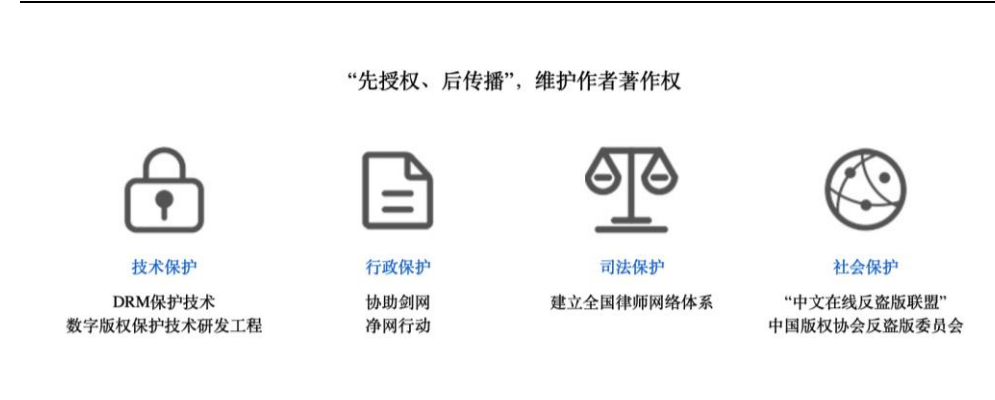 “先授权、后传播”，维护作者著作权
技术保护
DRM保护技术
数字版权保护技术研发工程
行政保护
协助剑网
净网行动
司法保护
建立全国律师网络体系
社会保护
“中文在线反盗版联盟”
中国版权协会反盗版委员会